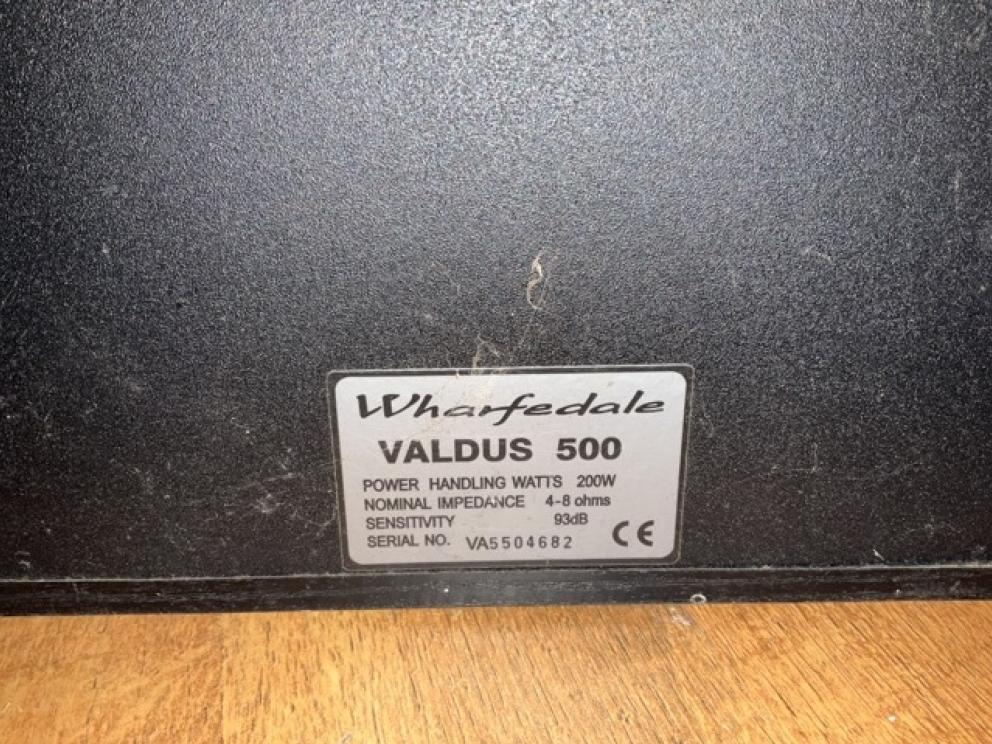 Wharfedale
VALDUS 500
POWER HANDLING WATTS 200W
NOMINAL IMPEDANCE 4-8 ohms
SENSITIVITY 93dB
SERIAL NO. VA5504682 CE